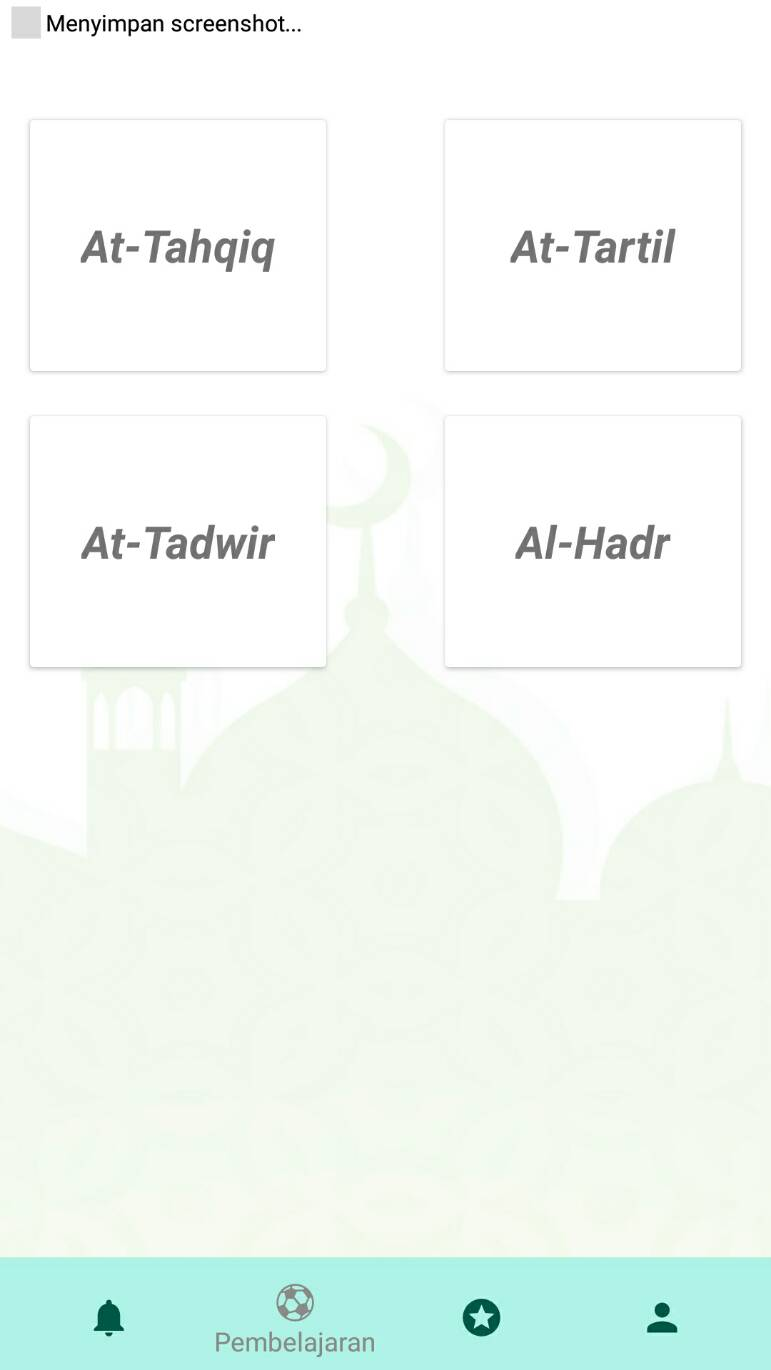 Menyimpan screenshot...
At-Tahqiq
At-Tartil
At-Tadwir
Al-Hadr
Pembelajaran